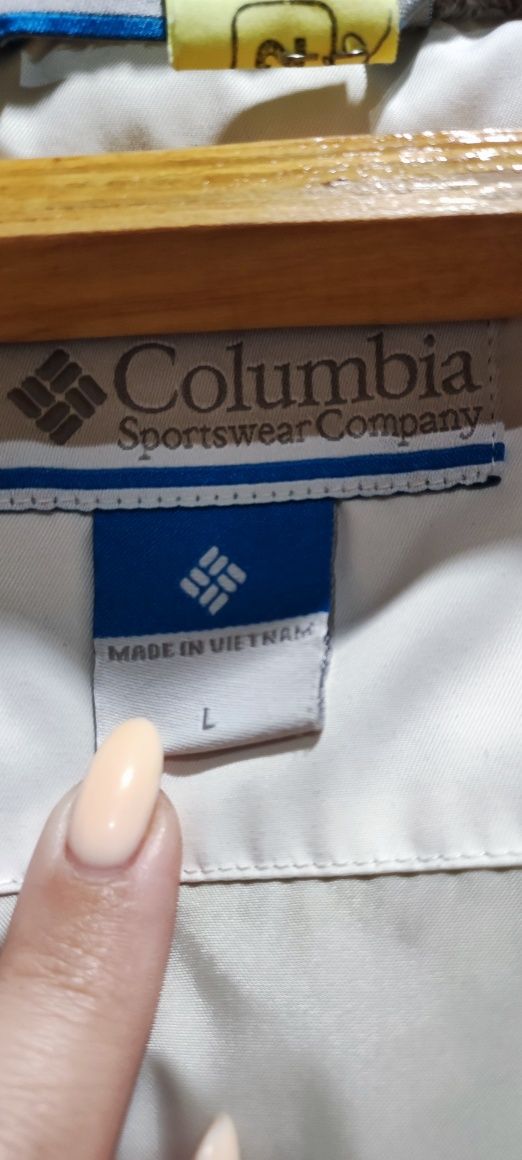 Columbia
Sportswear Company
MADE IN VIETNAM
L